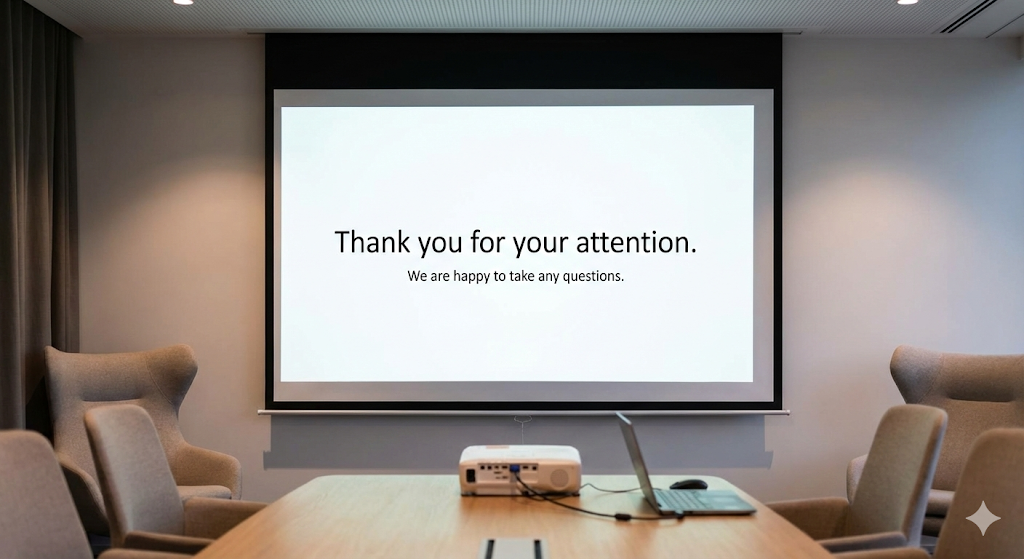 Thank you for your attention.
We are happy to take any questions.